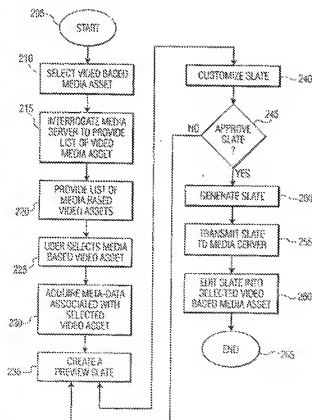 205
START
210
SELECT VIDEO BASED
MEDIA ASSET
215
INTERROGATE MEDIA
SERVER TO PROVIDE
LIST OF VIDEO
MEDIA ASSET
220
PROVIDE LIST OF
MEDIA BASED
VIDEO ASSETS
225
USER SELECTS MEDIA
BASED VIDEO ASSET
230
ACQUIRE META-DATA
ASSOCIATED WITH
SELECTED
VIDEO ASSET
235
CREATE A
PREVIEW SLATE
CUSTOMIZE SLATE
240
245
NO
APPROVE
SLATE
?
YES
GENERATE SLATE
250
TRANSMIT SLATE
TO MEDIA SERVER
255
EDIT SLATE INTO
SELECTED VIDEO
BASED MEDIA ASSET
260
END
265